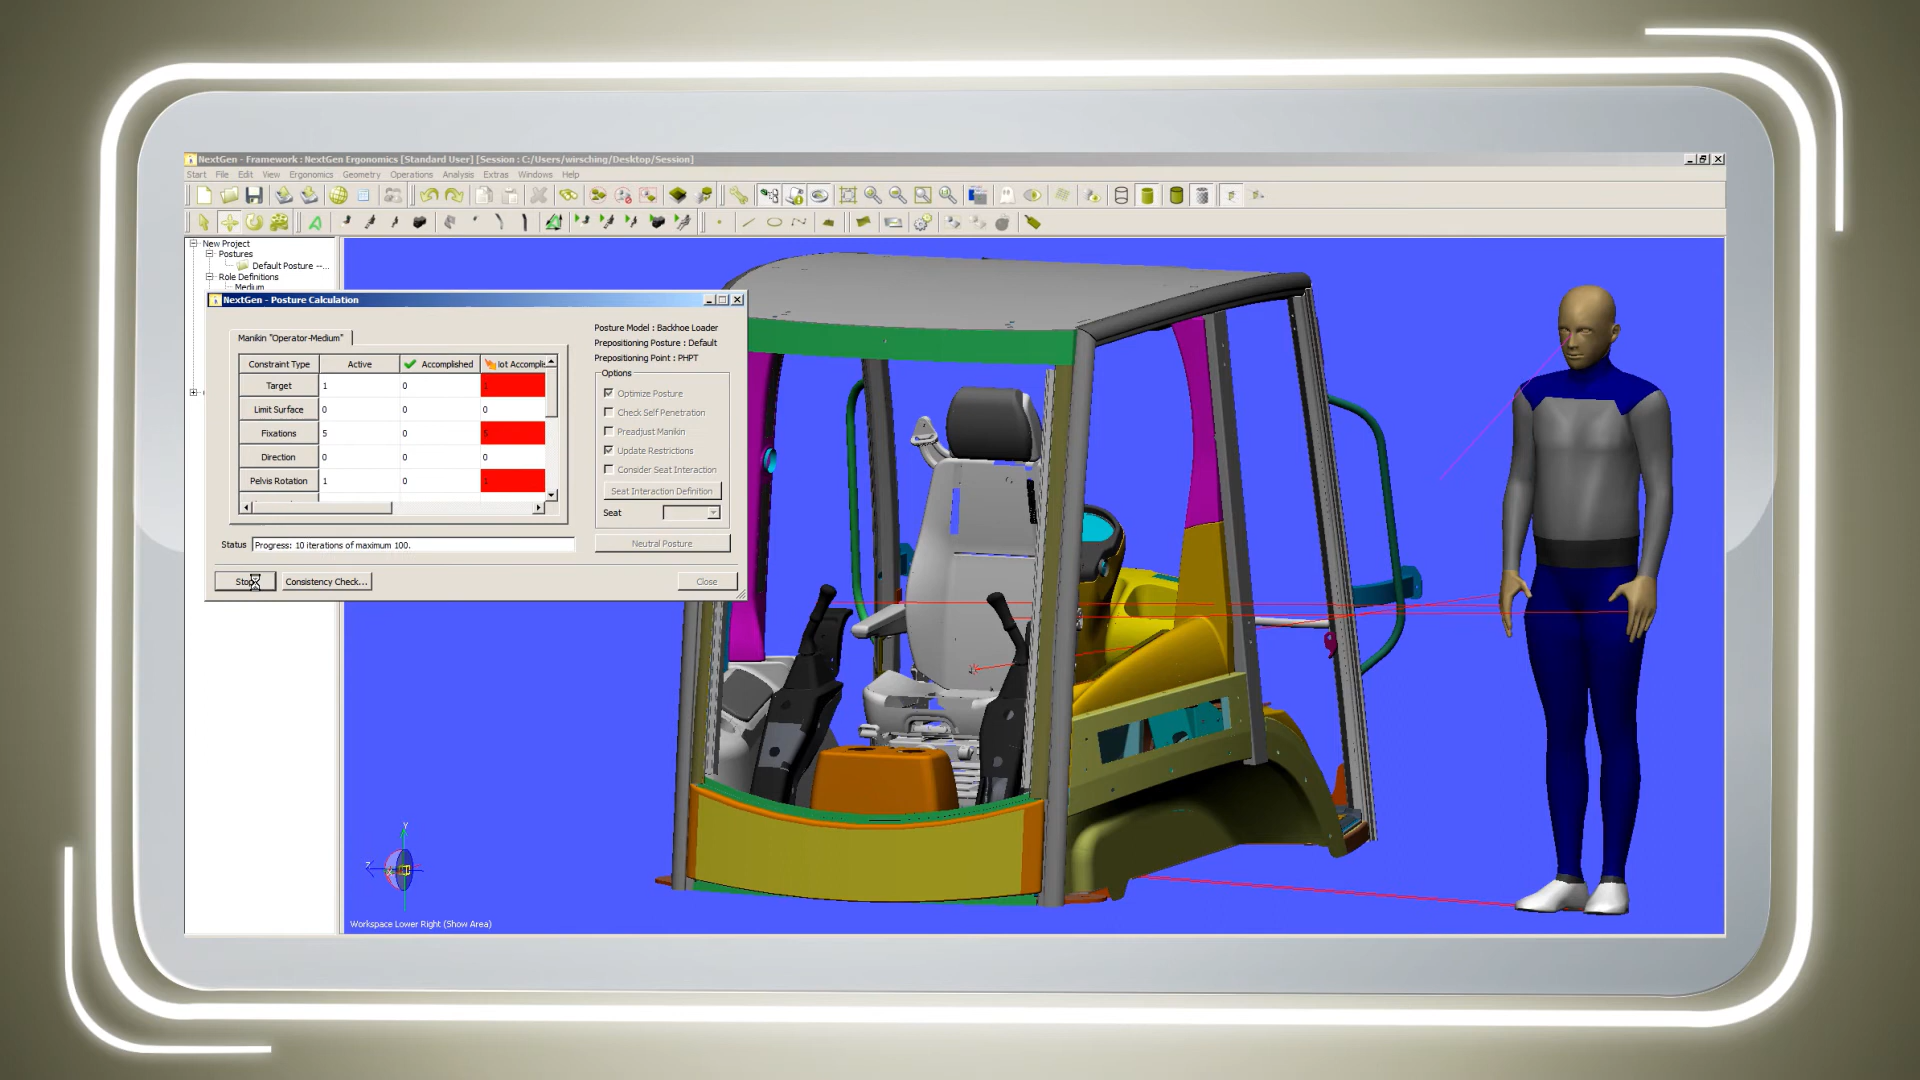 NextGen - Framework : NextGen Ergonomics [Standard User] [Session : C:/Users/wirsching/Desktop/Session]
Start File Edit View Ergonomics Geometry Operations Analysis Extras Windows Help
New Project
Postures
Default Posture --...
Role Definitions
Medium
NextGen - Posture Calculation
Manikin "Operator-Medium"
Constraint Type Active Accomplished lot Accomplis
Target 1 0 1
Limit Surface 0 0 0
Fixations 5 0 5
Direction 0 0 0
Pelvis Rotation 1 0 1
Posture Model : Backhoe Loader
Prepositioning Posture : Default
Prepositioning Point : PHPT
Options
Optimize Posture
Check Self Penetration
Preadjust Manikin
Update Restrictions
Consider Seat Interaction
Seat Interaction Definition
Seat
Neutral Posture
Status Progress: 10 iterations of maximum 100.
Stop Consistency Check... Close
Y
Z
X
Workspace Lower Right (Show Area)